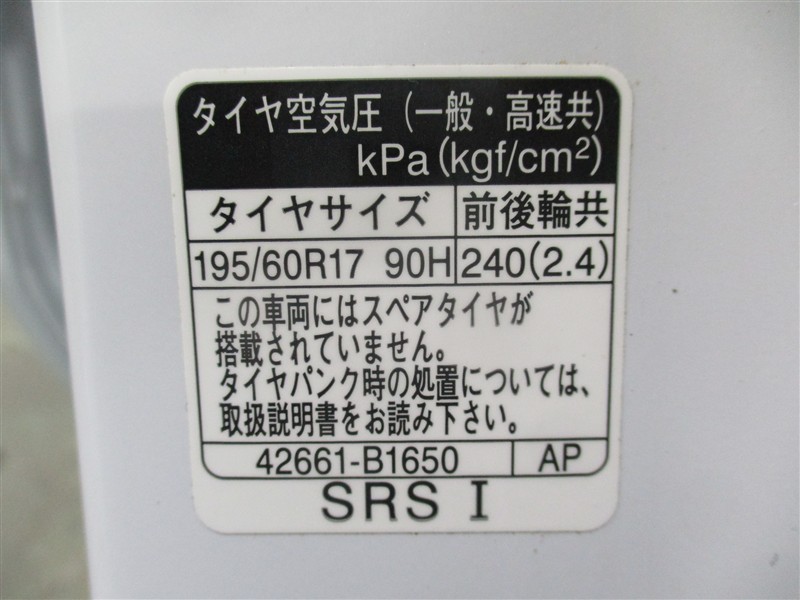 タイヤ空気圧（一般・高速共）
kPa(kgf/cm²)
タイヤサイズ 前後輪共
195/60R17 90H 240(2.4)
この車両にはスペアタイヤが
搭載されていません。
タイヤパンク時の処置については、
取扱説明書をお読み下さい。
42661-B1650 AP
SRS I